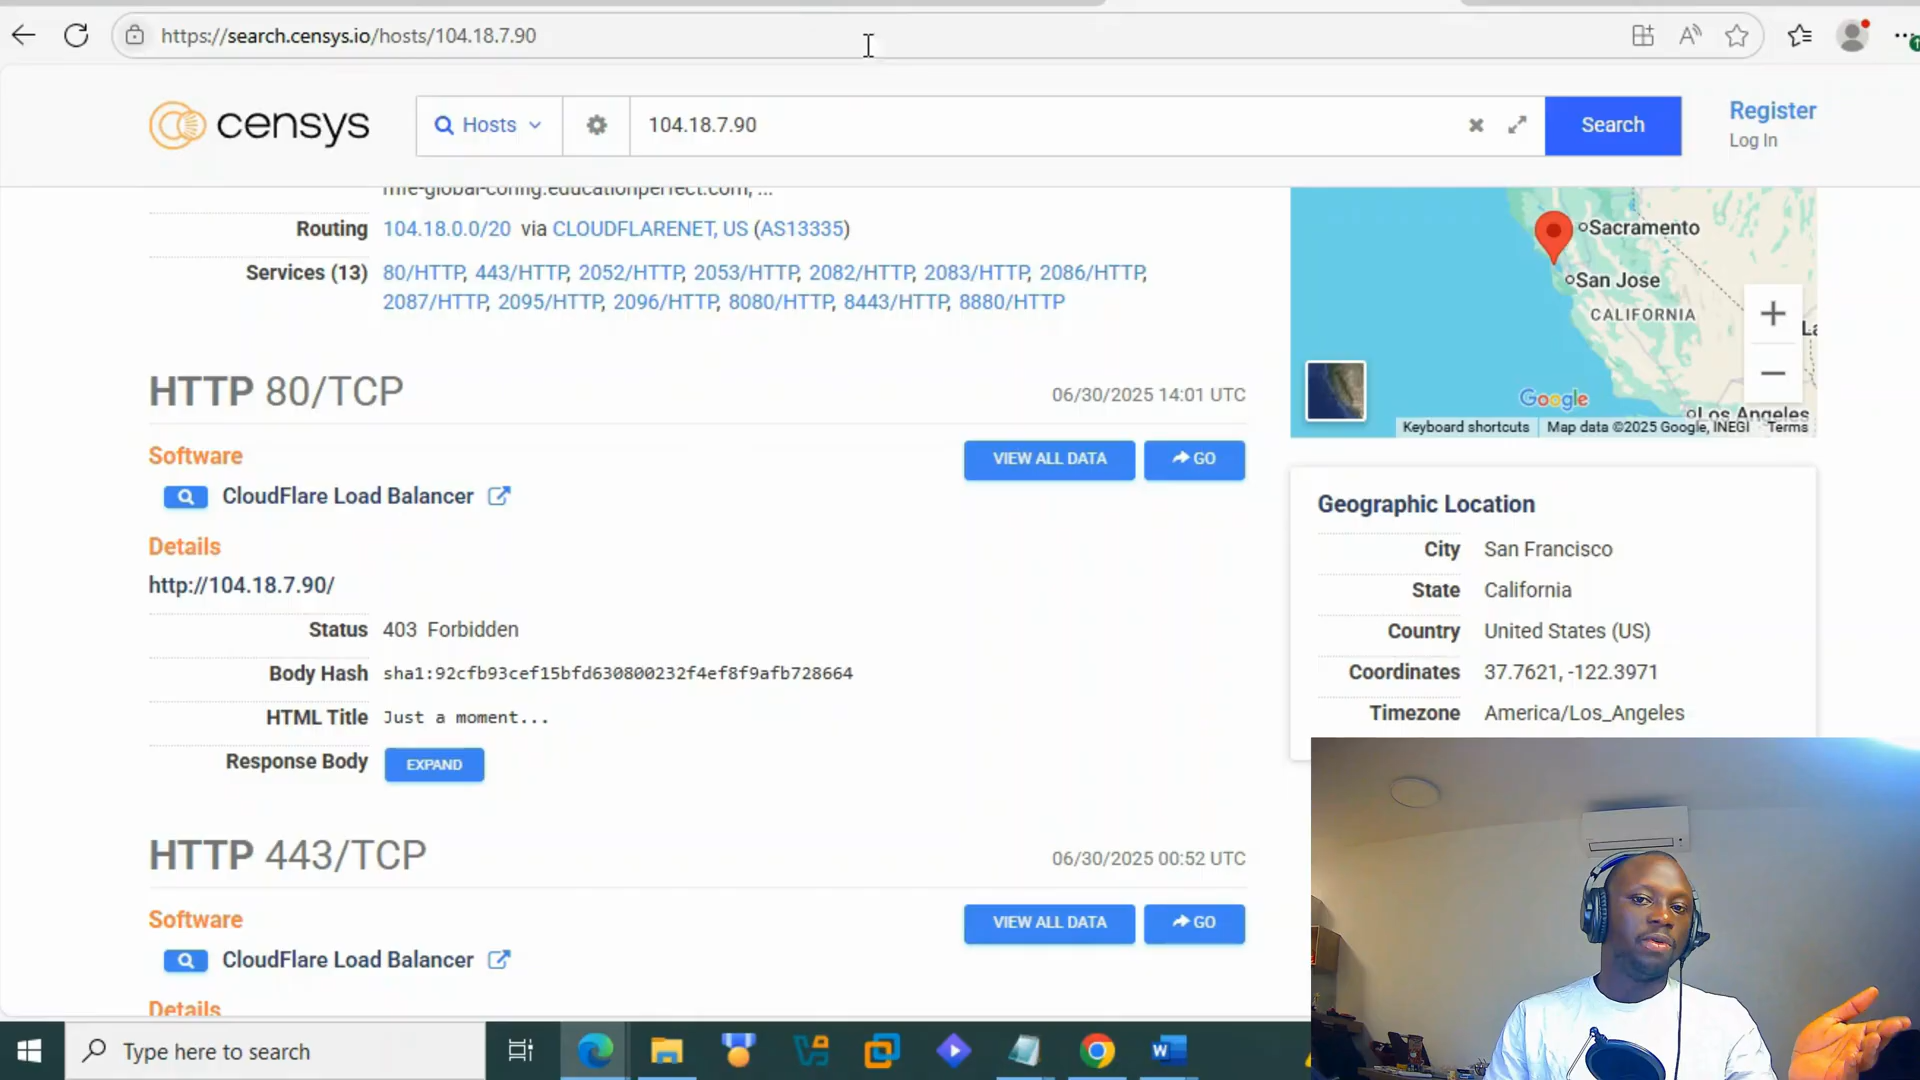 https://search.censys.io/hosts/104.18.7.90
censys
Hosts
104.18.7.90
Search
Register
Log In
mfe-global-config.educationperfect.com, ...
Routing 104.18.0.0/20 via CLOUDFLARENET, US (AS13335)
Services (13) 80/HTTP, 443/HTTP, 2052/HTTP, 2053/HTTP, 2082/HTTP, 2083/HTTP, 2086/HTTP,
2087/HTTP, 2095/HTTP, 2096/HTTP, 8080/HTTP, 8443/HTTP, 8880/HTTP
HTTP 80/TCP
06/30/2025 14:01 UTC
Software
VIEW ALL DATA
GO
CloudFlare Load Balancer
Details
http://104.18.7.90/
Status 403 Forbidden
Body Hash sha1:92cfb93cef15bfd630800232f4ef8f9afb728664
HTML Title Just a moment...
Response Body EXPAND
HTTP 443/TCP
06/30/2025 00:52 UTC
Software
VIEW ALL DATA
GO
CloudFlare Load Balancer
Details
Sacramento
San Jose
CALIFORNIA
La
Google
Los Angeles
Keyboard shortcuts
Map data ©2025 Google, INEGI
Terms
Geographic Location
City San Francisco
State California
Country United States (US)
Coordinates 37.7621, -122.3971
Timezone America/Los_Angeles
Type here to search